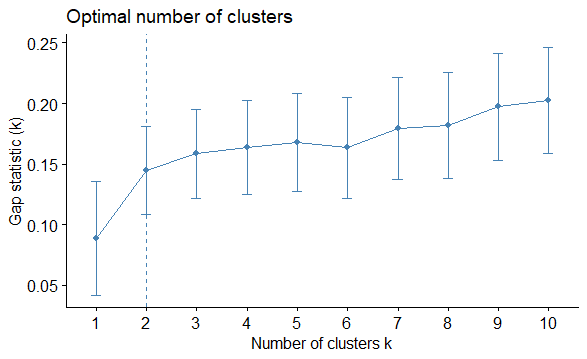 Optimal number of clusters
0.25
0.20
0.15
0.10
0.05
Gap statistic (k)
1 2 3 4 5 6 7 8 9 10
Number of clusters k